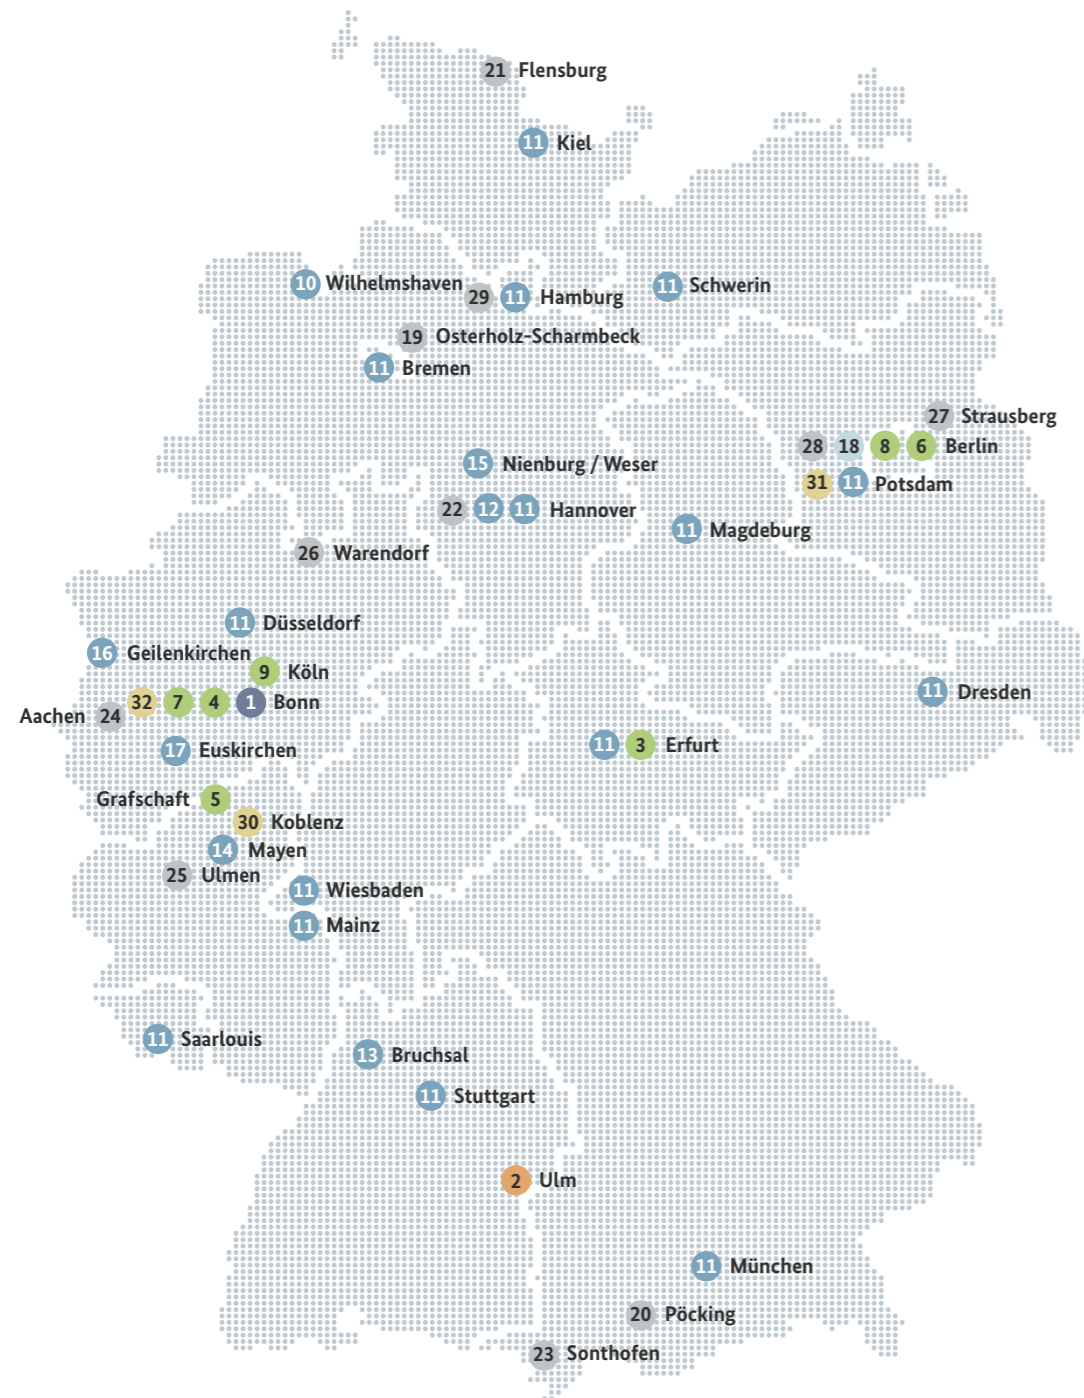 21 Flensburg
11 Kiel
10 Wilhelmshaven
29 11 Hamburg
11 Schwerin
19 Osterholz-Scharmbeck
11 Bremen
27 Strausberg
28 18 8 6 Berlin
15 Nienburg / Weser
31 11 Potsdam
22 12 11 Hannover
11 Magdeburg
26 Warendorf
11 Düsseldorf
16 Geilenkirchen
9 Köln
32 7 4 1 Bonn
11 Dresden
Aachen 24
11 3 Erfurt
17 Euskirchen
Grafschaft 5
30 Koblenz
14 Mayen
25 Ulmen
11 Wiesbaden
11 Mainz
11 Saarlouis
13 Bruchsal
11 Stuttgart
2 Ulm
11 München
20 Pöcking
23 Sonthofen